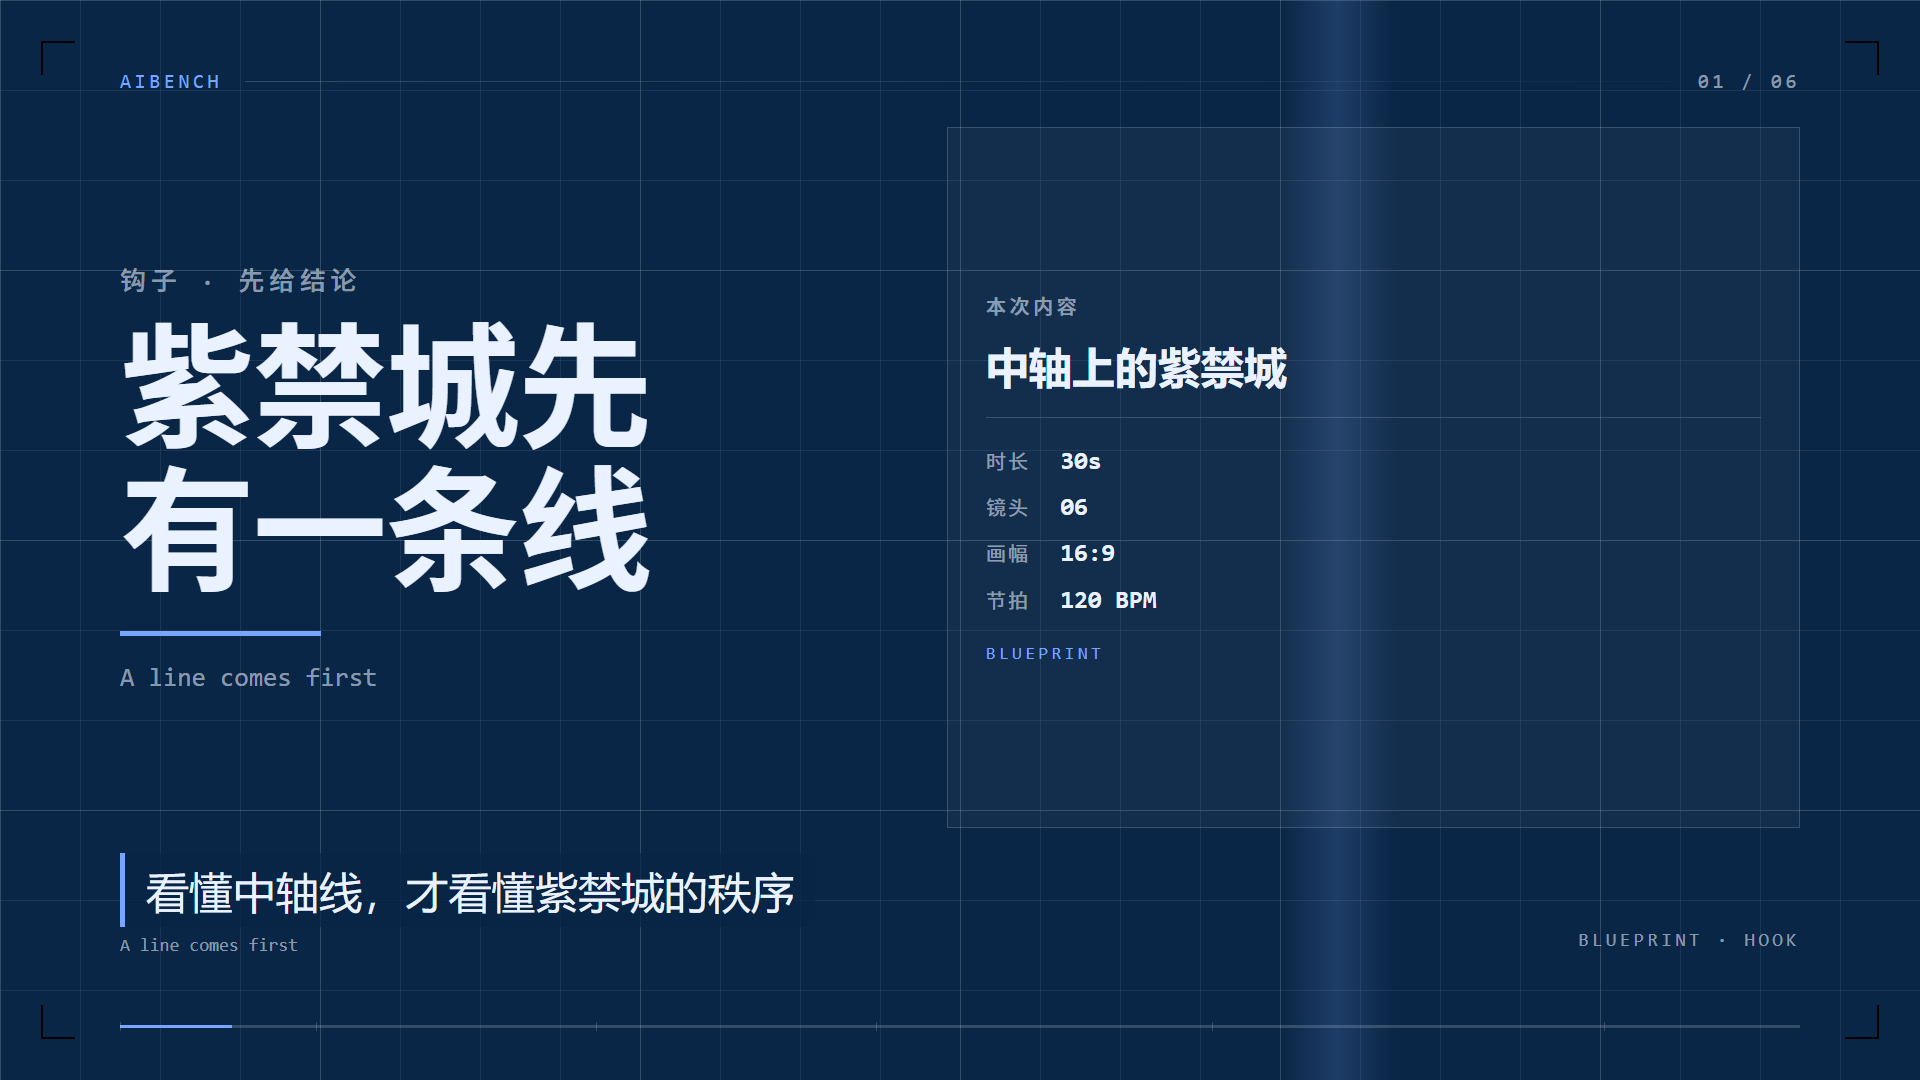 AIBENCH
01 / 06
钩子 · 先给结论
紫禁城先
有一条线
A line comes first
本次内容
中轴上的紫禁城
时长 30s
镜头 06
画幅 16:9
节拍 120 BPM
BLUEPRINT
看懂中轴线，才看懂紫禁城的秩序
A line comes first
BLUEPRINT · HOOK